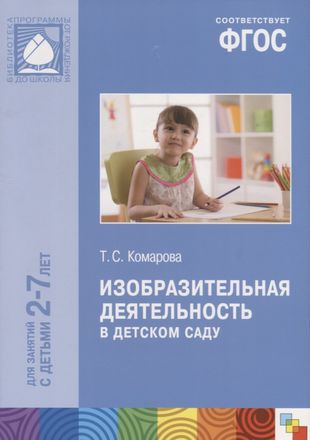 СООТВЕТСТВУЕТ
ФГОС
БИБЛИОТЕКА
ПРОГРАММЫ
"ОТ РОЖДЕНИЯ
ДО ШКОЛЫ"
Т. С. Комарова
ИЗОБРАЗИТЕЛЬНАЯ
ДЕЯТЕЛЬНОСТЬ
В ДЕТСКОМ САДУ
ДЛЯ ЗАНЯТИЙ
С ДЕТЬМИ 2–7 ЛЕТ